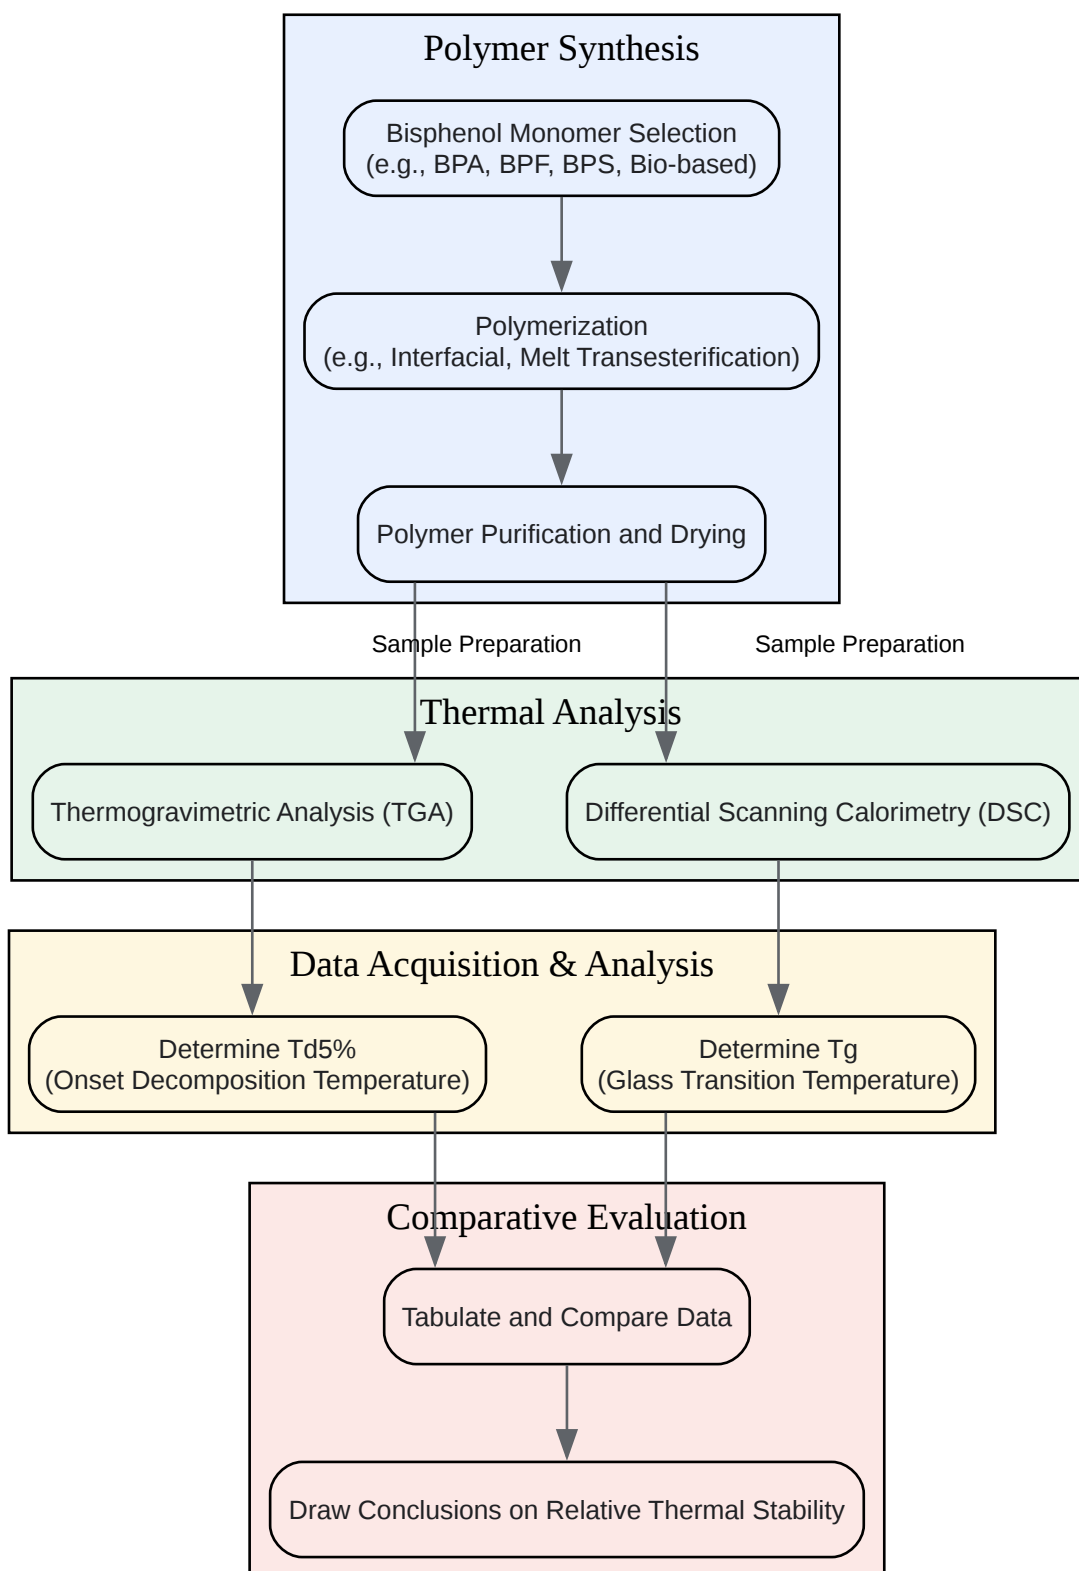 Polymer Synthesis
Bisphenol Monomer Selection
(e.g., BPA, BPF, BPS, Bio-based)
Polymerization
(e.g., Interfacial, Melt Transesterification)
Polymer Purification and Drying
Sample Preparation
Sample Preparation
Thermal Analysis
Thermogravimetric Analysis (TGA)
Differential Scanning Calorimetry (DSC)
Data Acquisition & Analysis
Determine Td5%
(Onset Decomposition Temperature)
Determine Tg
(Glass Transition Temperature)
Comparative Evaluation
Tabulate and Compare Data
Draw Conclusions on Relative Thermal Stability